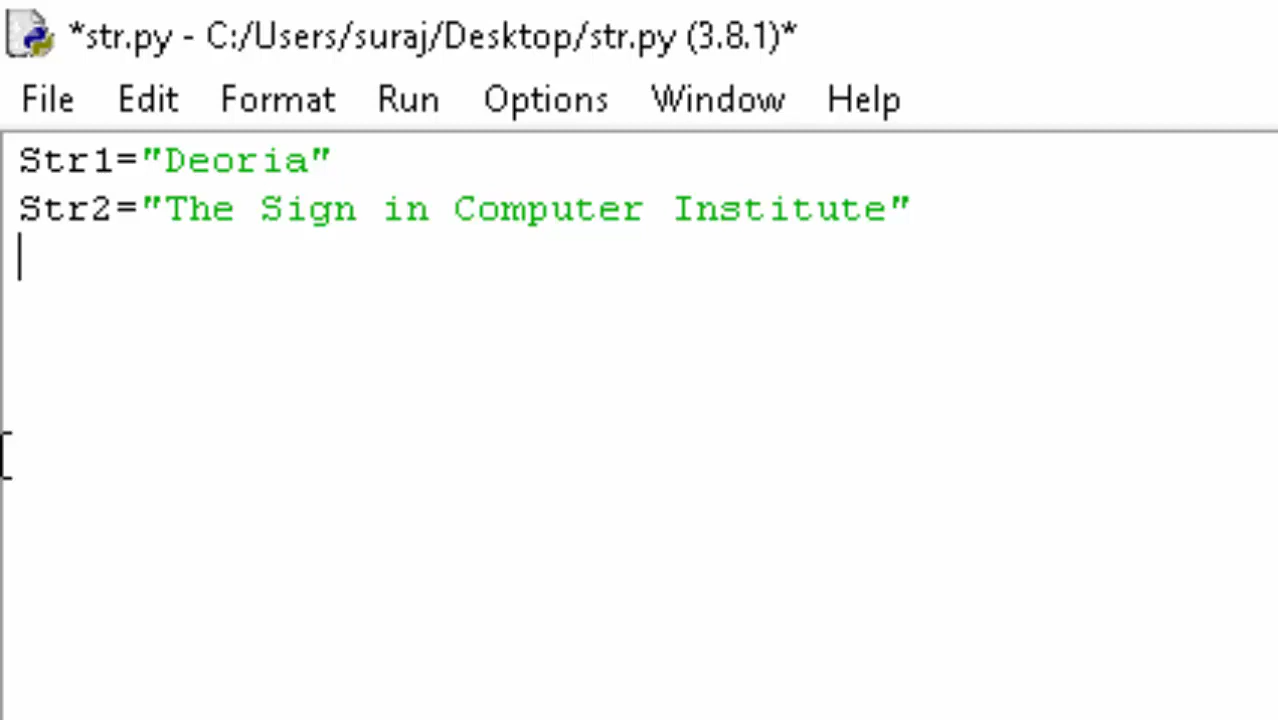 *str.py - C:/Users/suraj/Desktop/str.py (3.8.1)*
File Edit Format Run Options Window Help
Str1="Deoria"
Str2="The Sign in Computer Institute"